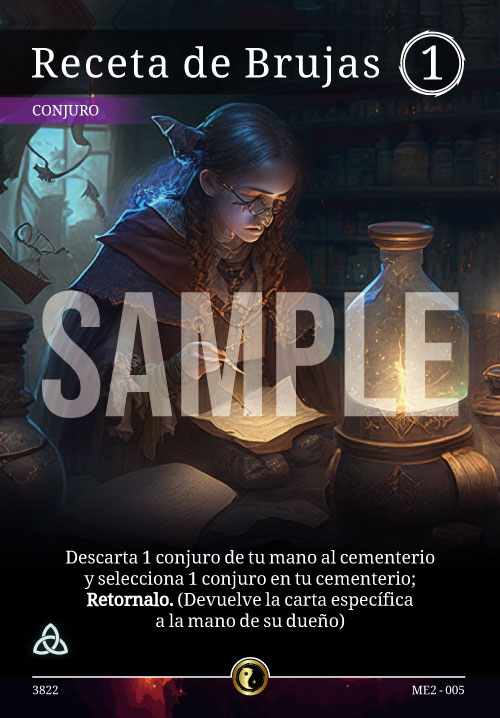 Receta de Brujas 1
CONJURO
SAMPLE
Descarta 1 conjuro de tu mano al cementerio
y selecciona 1 conjuro en tu cementerio;
Retornalo. (Devuelve la carta específica
a la mano de su dueño)
3822
ME2 - 005